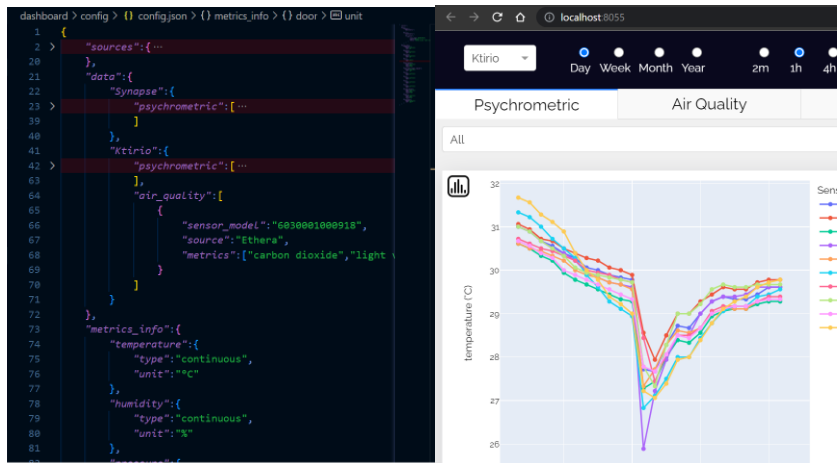 dashboard > config > {} config.json > {} metrics_info > {} door > unit
1 {
2 > "sources":{ ⋯
20 },
21 "data":{
22 "Synapse":{
23 > "psychrometric":[ ⋯
39 ]
40 },
41 "Ktirio":{
42 > "psychrometric":[ ⋯
63 ],
64 "air_quality":[
65 {
66 "sensor_model":"6030001000918",
67 "source":"Ethera",
68 "metrics":["carbon dioxide","light v
69 }
70 ]
71 }
72 },
73 "metrics_info":{
74 "temperature":{
75 "type":"continuous",
76 "unit":"°C"
77 },
78 "humidity":{
79 "type":"continuous",
80 "unit":"%"
81 },
localhost:8055
Ktirio
Day Week Month Year 2m 1h 4h
Psychrometric Air Quality
All
Sens
temperature (°C)
32
31
30
29
28
27
26